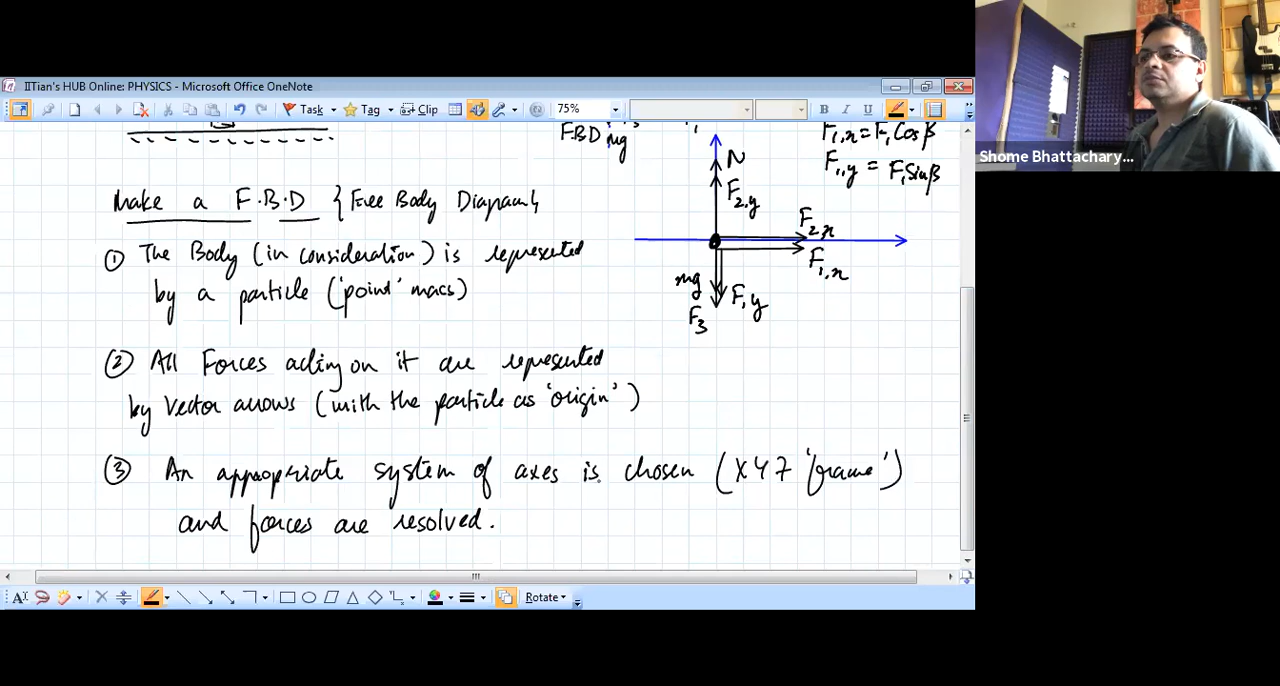 IITian's HUB Online: PHYSICS - Microsoft Office OneNote
Task Tag Clip 75% B I U
FBD mg
F1,x = F1 Cosβ
F1,y = F1 Sinβ
Shome Bhattachary...
N
F2,y
F2,x
F1,x
mg
F1,y
F3
Make a F.B.D {Free Body Diagram}
① The Body (in consideration) is represented
by a particle ('point' mass)
② All Forces acting on it are represented
by Vector arrows (with the particle as 'origin')
③ An appropriate system of axes is chosen (XYZ 'frame')
and forces are resolved.
Rotate